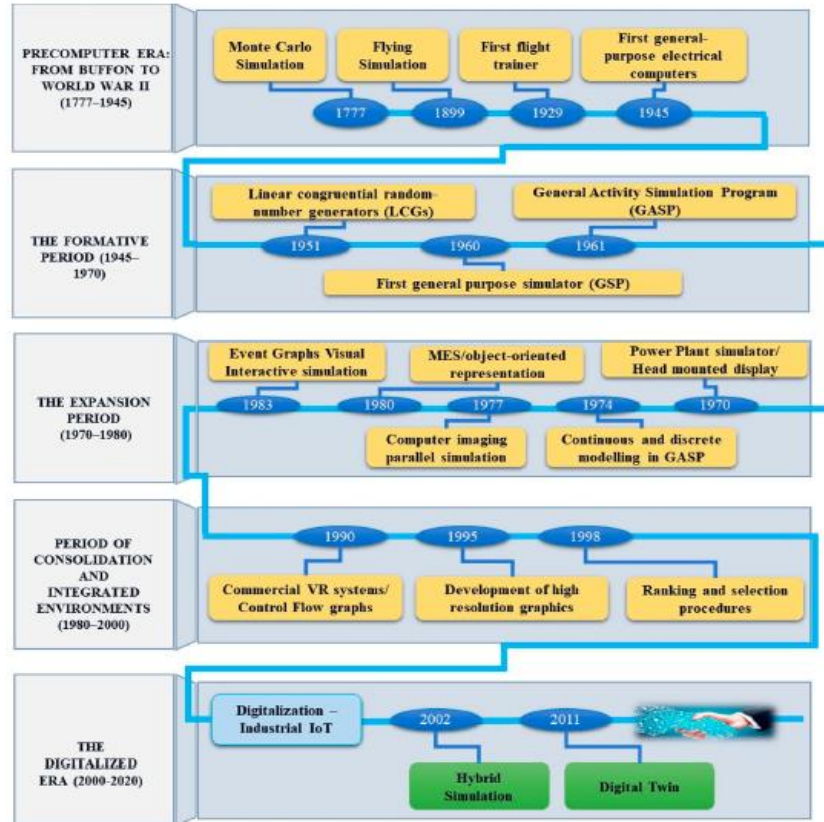 PRECOMPUTER ERA:
FROM BUFFON TO
WORLD WAR II
(1777–1945)
Monte Carlo
Simulation
Flying
Simulation
First flight
trainer
First general-
purpose electrical
computers
1777
1899
1929
1945
THE FORMATIVE
PERIOD (1945–
1970)
Linear congruential random-
number generators (LCGs)
General Activity Simulation Program
(GASP)
1951
1960
1961
First general purpose simulator (GSP)
THE EXPANSION
PERIOD
(1970–1980)
Event Graphs Visual
Interactive simulation
MES/object-oriented
representation
Power Plant simulator/
Head mounted display
1983
1980
1977
1974
1970
Computer imaging
parallel simulation
Continuous and discrete
modelling in GASP
PERIOD OF
CONSOLIDATION
AND
INTEGRATED
ENVIRONMENTS
(1980–2000)
1990
1995
1998
Commercial VR systems/
Control Flow graphs
Development of high
resolution graphics
Ranking and selection
procedures
THE
DIGITALIZED
ERA (2000-2020)
Digitalization –
Industrial IoT
2002
2011
Hybrid
Simulation
Digital Twin